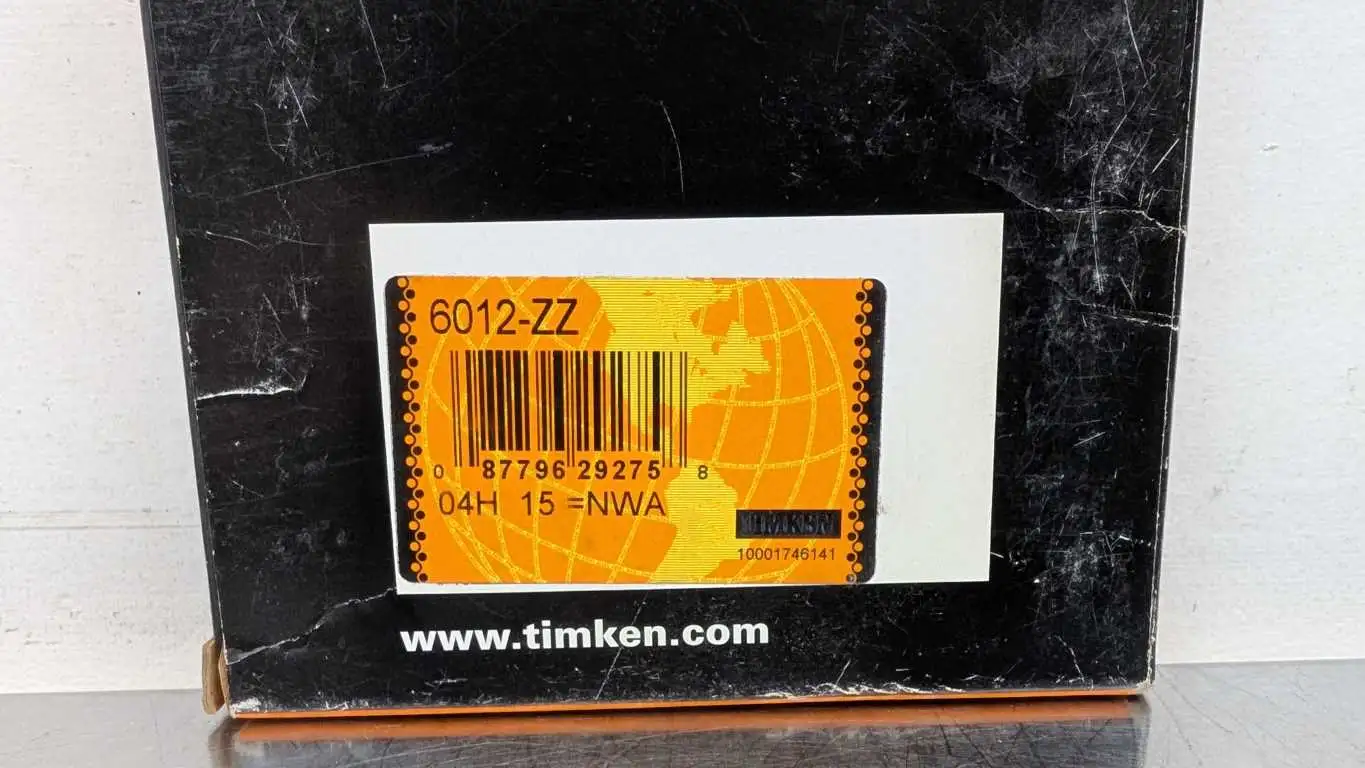 6012-ZZ
0 87796 29275 8
04H 15 =NWA
TIMKEN
10001746141
www.timken.com